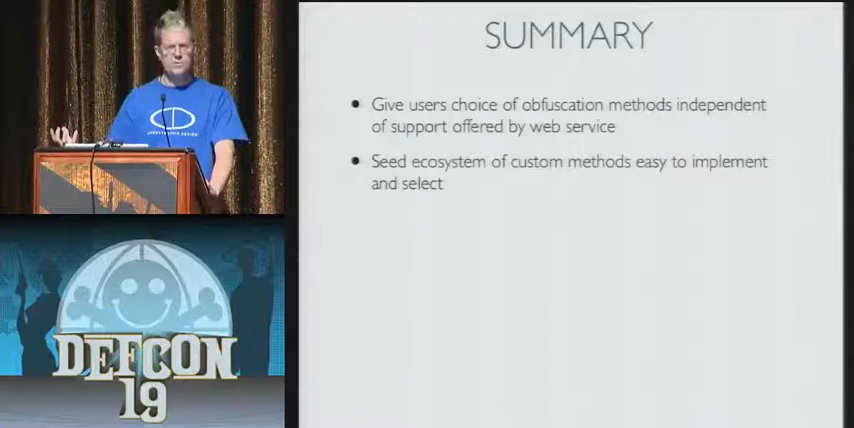 SUMMARY
Give users choice of obfuscation methods independent
of support offered by web service
Seed ecosystem of custom methods easy to implement
and select
DEFCON
19